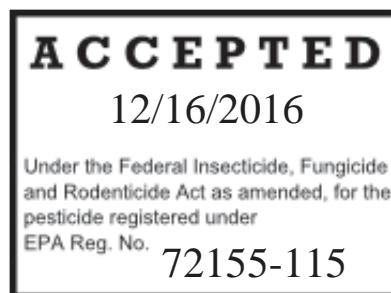 ACCEPTED
12/16/2016
Under the Federal Insecticide, Fungicide
and Rodenticide Act as amended, for the
pesticide registered under
EPA Reg. No. 72155-115